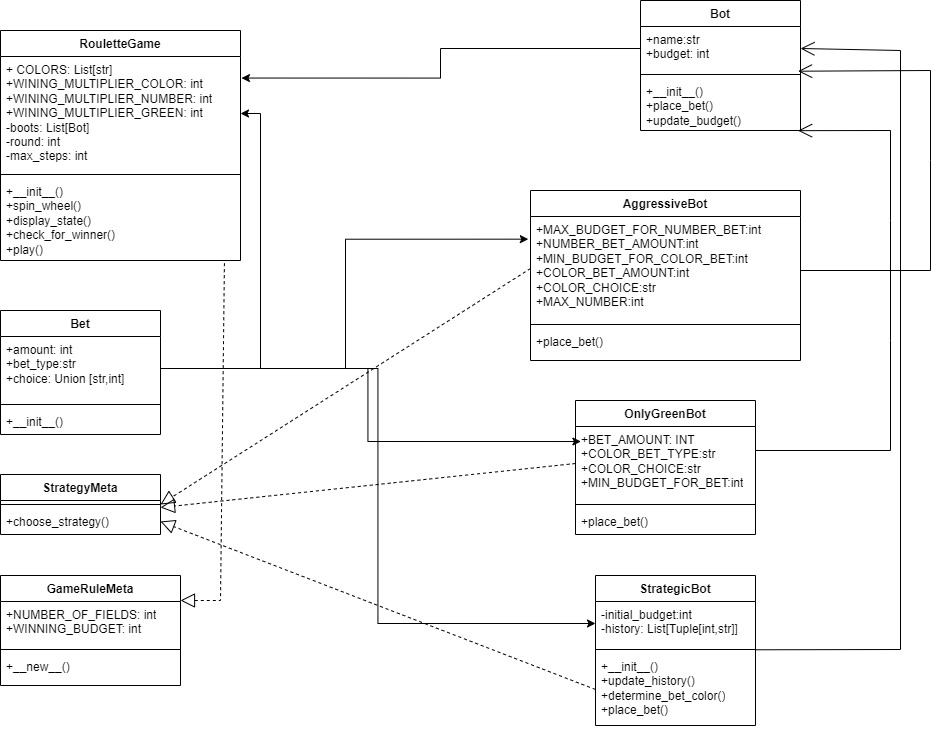 Bot
+name:str
+budget: int
+__init__()
+place_bet()
+update_budget()
RouletteGame
+ COLORS: List[str]
+WINING_MULTIPLIER_COLOR: int
+WINING_MULTIPLIER_NUMBER: int
+WINING_MULTIPLIER_GREEN: int
-boots: List[Bot]
-round: int
-max_steps: int
+__init__()
+spin_wheel()
+display_state()
+check_for_winner()
+play()
AggressiveBot
+MAX_BUDGET_FOR_NUMBER_BET:int
+NUMBER_BET_AMOUNT:int
+MIN_BUDGET_FOR_COLOR_BET:int
+COLOR_BET_AMOUNT:int
+COLOR_CHOICE:str
+MAX_NUMBER:int
+place_bet()
Bet
+amount: int
+bet_type:str
+choice: Union [str,int]
+__init__()
OnlyGreenBot
+BET_AMOUNT: INT
+COLOR_BET_TYPE:str
+COLOR_CHOICE:str
+MIN_BUDGET_FOR_BET:int
+place_bet()
StrategyMeta
+choose_strategy()
GameRuleMeta
+NUMBER_OF_FIELDS: int
+WINNING_BUDGET: int
+__new__()
StrategicBot
-initial_budget:int
-history: List[Tuple[int,str]]
+__init__()
+update_history()
+determine_bet_color()
+place_bet()